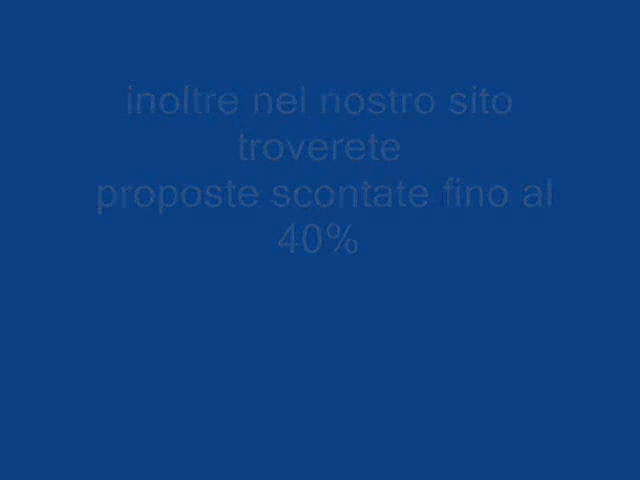 inoltre nel nostro sito
troverete
proposte scontate fino al
40%